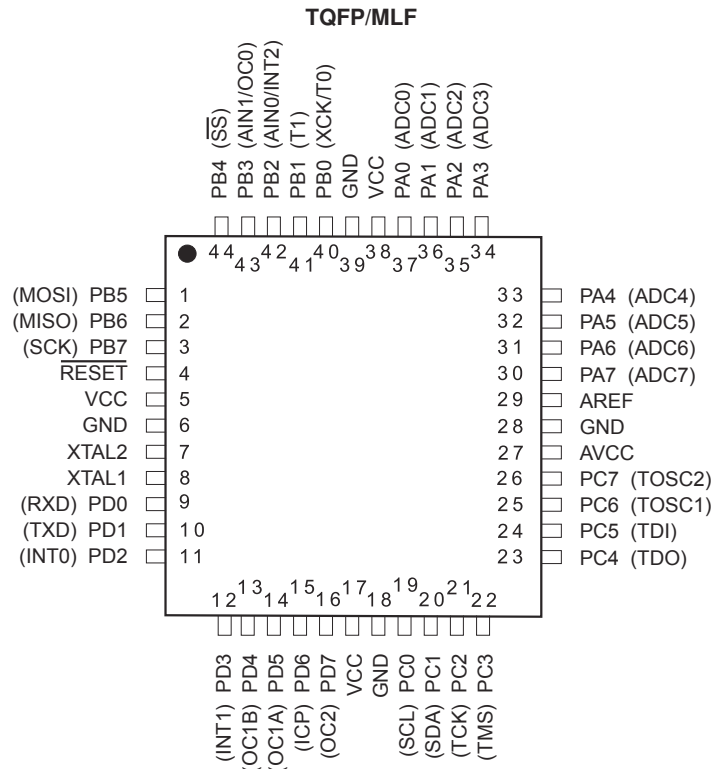 TQFP/MLF
PB4 (SS)
PB3 (AIN1/OC0)
PB2 (AIN0/INT2)
PB1 (T1)
PB0 (XCK/T0)
GND
VCC
PA0 (ADC0)
PA1 (ADC1)
PA2 (ADC2)
PA3 (ADC3)
44 43 42 41 40 39 38 37 36 35 34
(MOSI) PB5 1
(MISO) PB6 2
(SCK) PB7 3
RESET 4
VCC 5
GND 6
XTAL2 7
XTAL1 8
(RXD) PD0 9
(TXD) PD1 10
(INT0) PD2 11
33 PA4 (ADC4)
32 PA5 (ADC5)
31 PA6 (ADC6)
30 PA7 (ADC7)
29 AREF
28 GND
27 AVCC
26 PC7 (TOSC2)
25 PC6 (TOSC1)
24 PC5 (TDI)
23 PC4 (TDO)
12 13 14 15 16 17 18 19 20 21 22
(INT1) PD3
(OC1B) PD4
(OC1A) PD5
(ICP) PD6
(OC2) PD7
VCC
GND
(SCL) PC0
(SDA) PC1
(TCK) PC2
(TMS) PC3